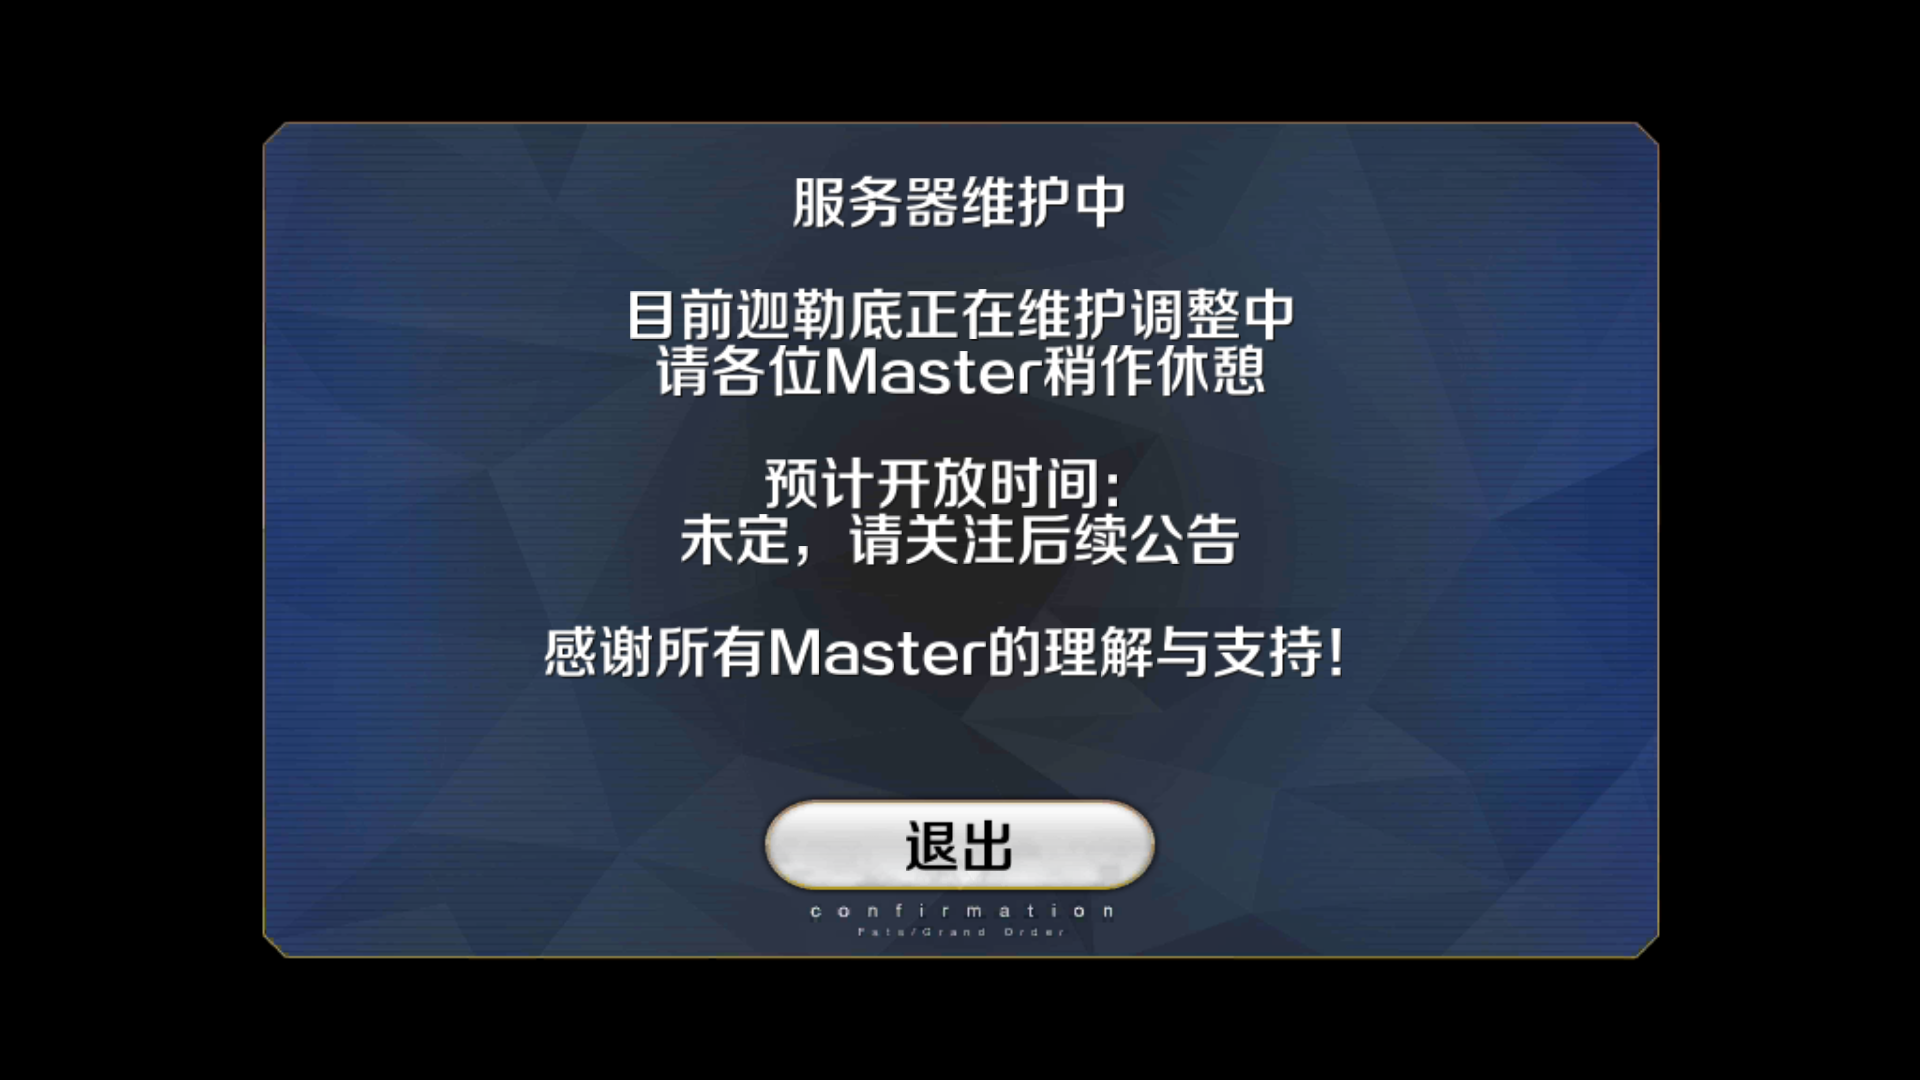 服务器维护中
目前迦勒底正在维护调整中
请各位Master稍作休憩
预计开放时间：
未定，请关注后续公告
感谢所有Master的理解与支持！
退出
confirmation
Fate/Grand Order